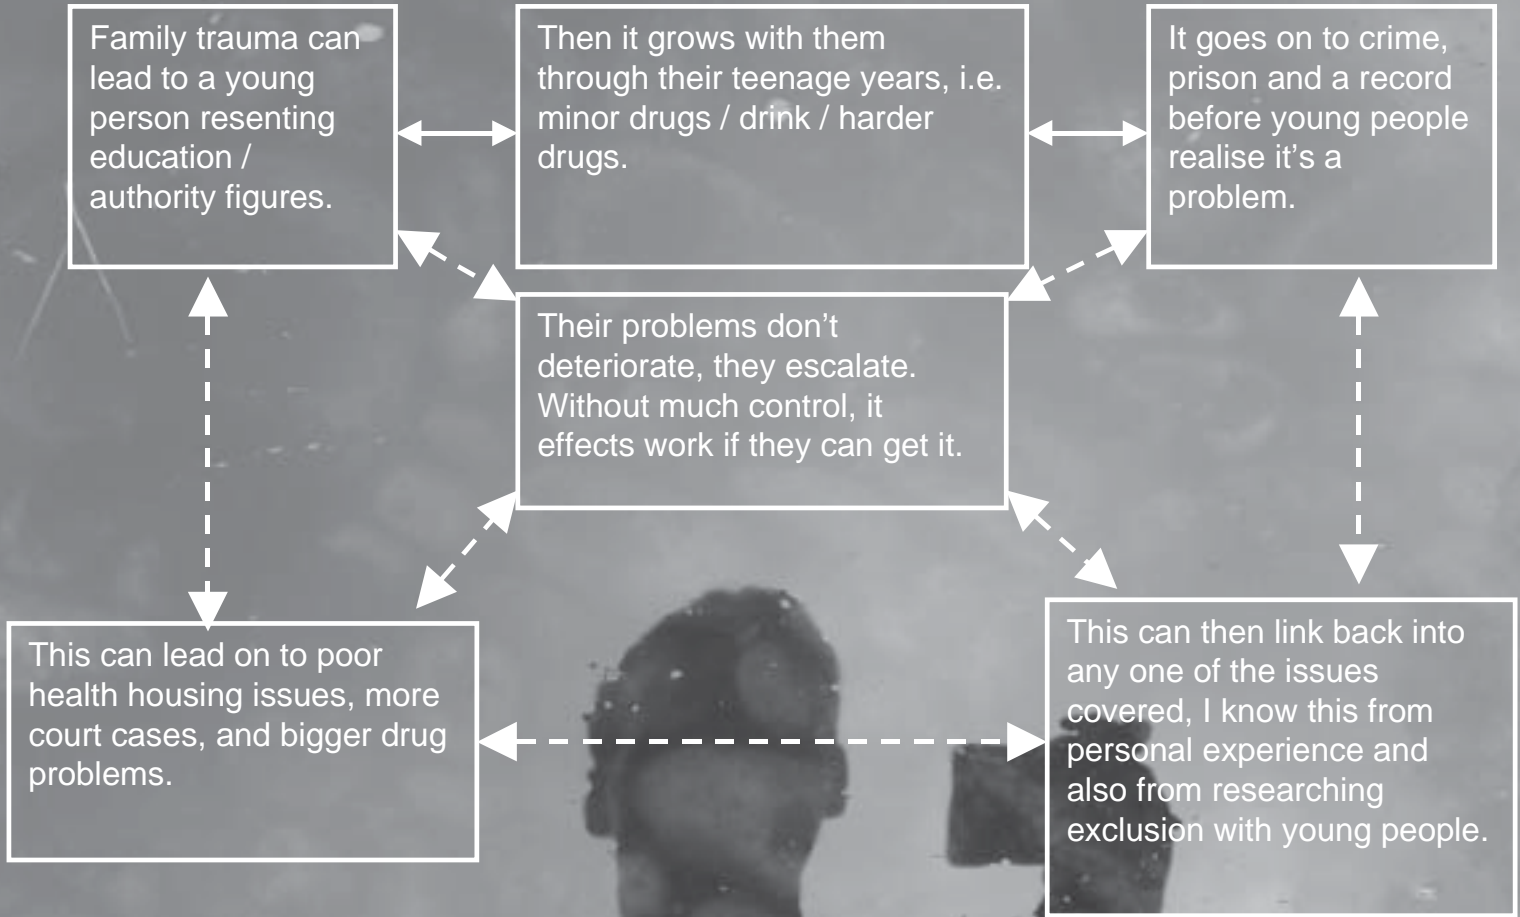 Family trauma can
lead to a young
person resenting
education /
authority figures.
Then it grows with them
through their teenage years, i.e.
minor drugs / drink / harder
drugs.
It goes on to crime,
prison and a record
before young people
realise it's a
problem.
Their problems don't
deteriorate, they escalate.
Without much control, it
effects work if they can get it.
This can lead on to poor
health housing issues, more
court cases, and bigger drug
problems.
This can then link back into
any one of the issues
covered, I know this from
personal experience and
also from researching
exclusion with young people.